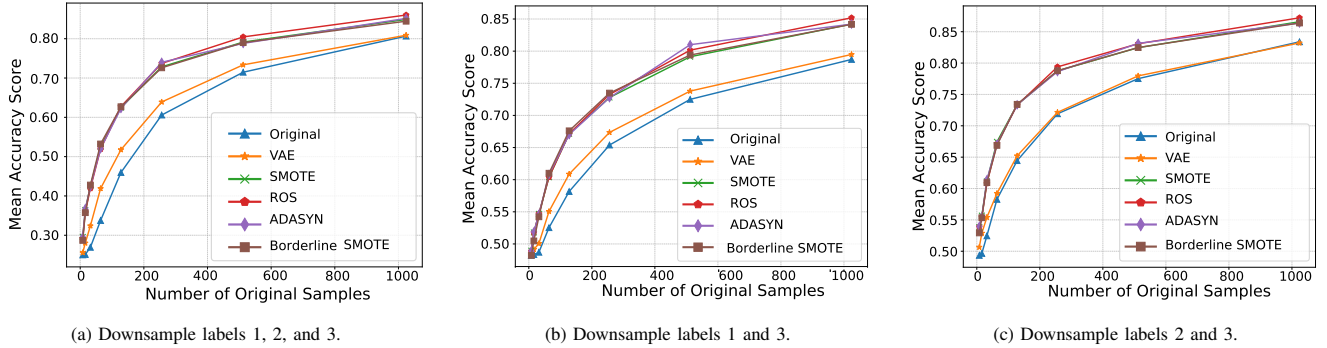 Mean Accuracy Score
0.80
0.70
0.60
0.50
0.40
0.30
Original
VAE
SMOTE
ROS
ADASYN
Borderline SMOTE
0 200 400 600 800 1000
Number of Original Samples
(a) Downsample labels 1, 2, and 3.
Mean Accuracy Score
0.85
0.80
0.75
0.70
0.65
0.60
0.55
0.50
Original
VAE
SMOTE
ROS
ADASYN
Borderline SMOTE
0 200 400 600 800 1000
Number of Original Samples
(b) Downsample labels 1 and 3.
Mean Accuracy Score
0.85
0.80
0.75
0.70
0.65
0.60
0.55
0.50
Original
VAE
SMOTE
ROS
ADASYN
Borderline SMOTE
0 200 400 600 800 1000
Number of Original Samples
(c) Downsample labels 2 and 3.